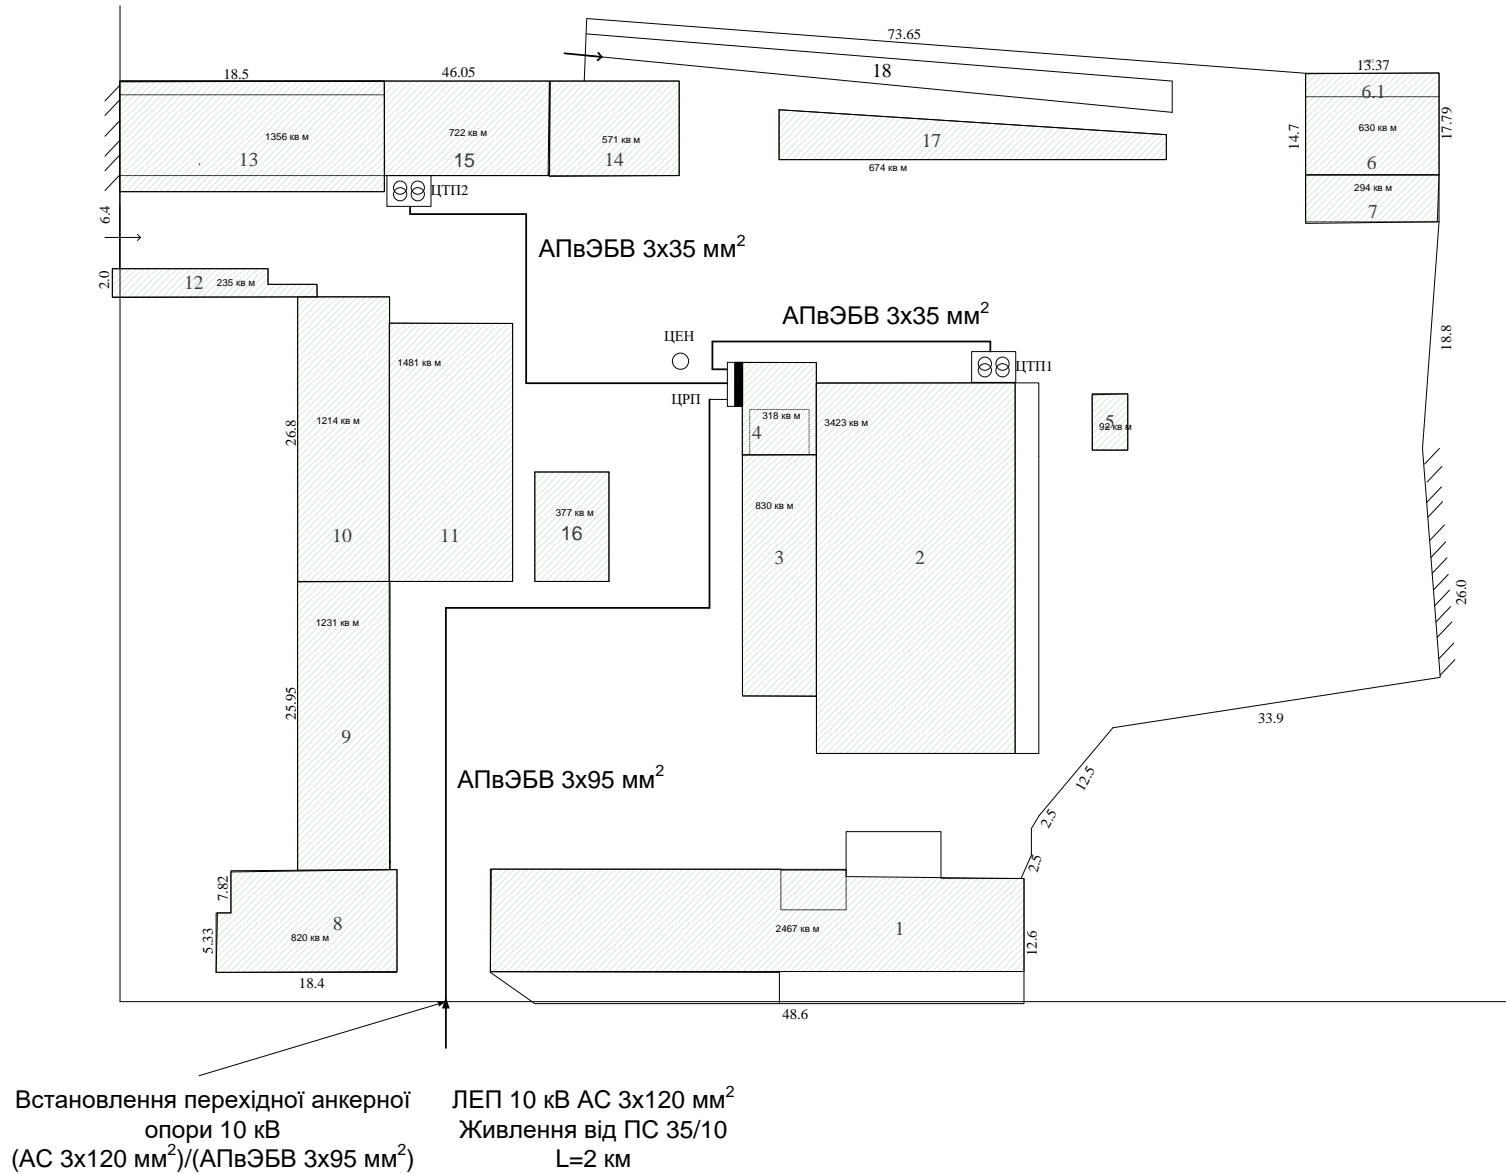 73.65
18.5
46.05
18
13.37
6.1
1356 кв м
13
722 кв м
15
571 кв м
14
17
674 кв м
14.7
630 кв м
17.79
6
294 кв м
7
ЦТП2
6.4
АПвЭБВ 3х35 мм²
2.0
12
235 кв м
АПвЭБВ 3х35 мм²
ЦЕН
ЦТП1
18.8
1481 кв м
ЦРП
318 кв м
4
3423 кв м
5
92 кв м
26.8
1214 кв м
830 кв м
377 кв м
16
10
11
3
2
26.0
1231 кв м
25.95
9
33.9
АПвЭБВ 3х95 мм²
12.5
2.5
2.5
7.82
8
5.33
820 кв м
2467 кв м
1
12.6
18.4
48.6
Встановлення перехідної анкерної
опори 10 кВ
(АС 3х120 мм²)/(АПвЭБВ 3х95 мм²)
ЛЕП 10 кВ АС 3х120 мм²
Живлення від ПС 35/10
L=2 км